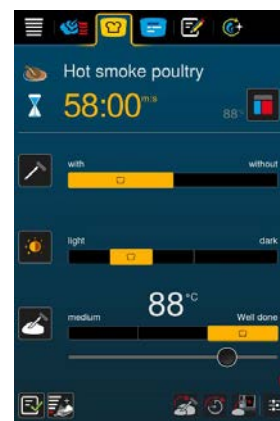 Hot smoke poultry
58:00 m:s
88°
with without
light dark
88 °C
medium Well done